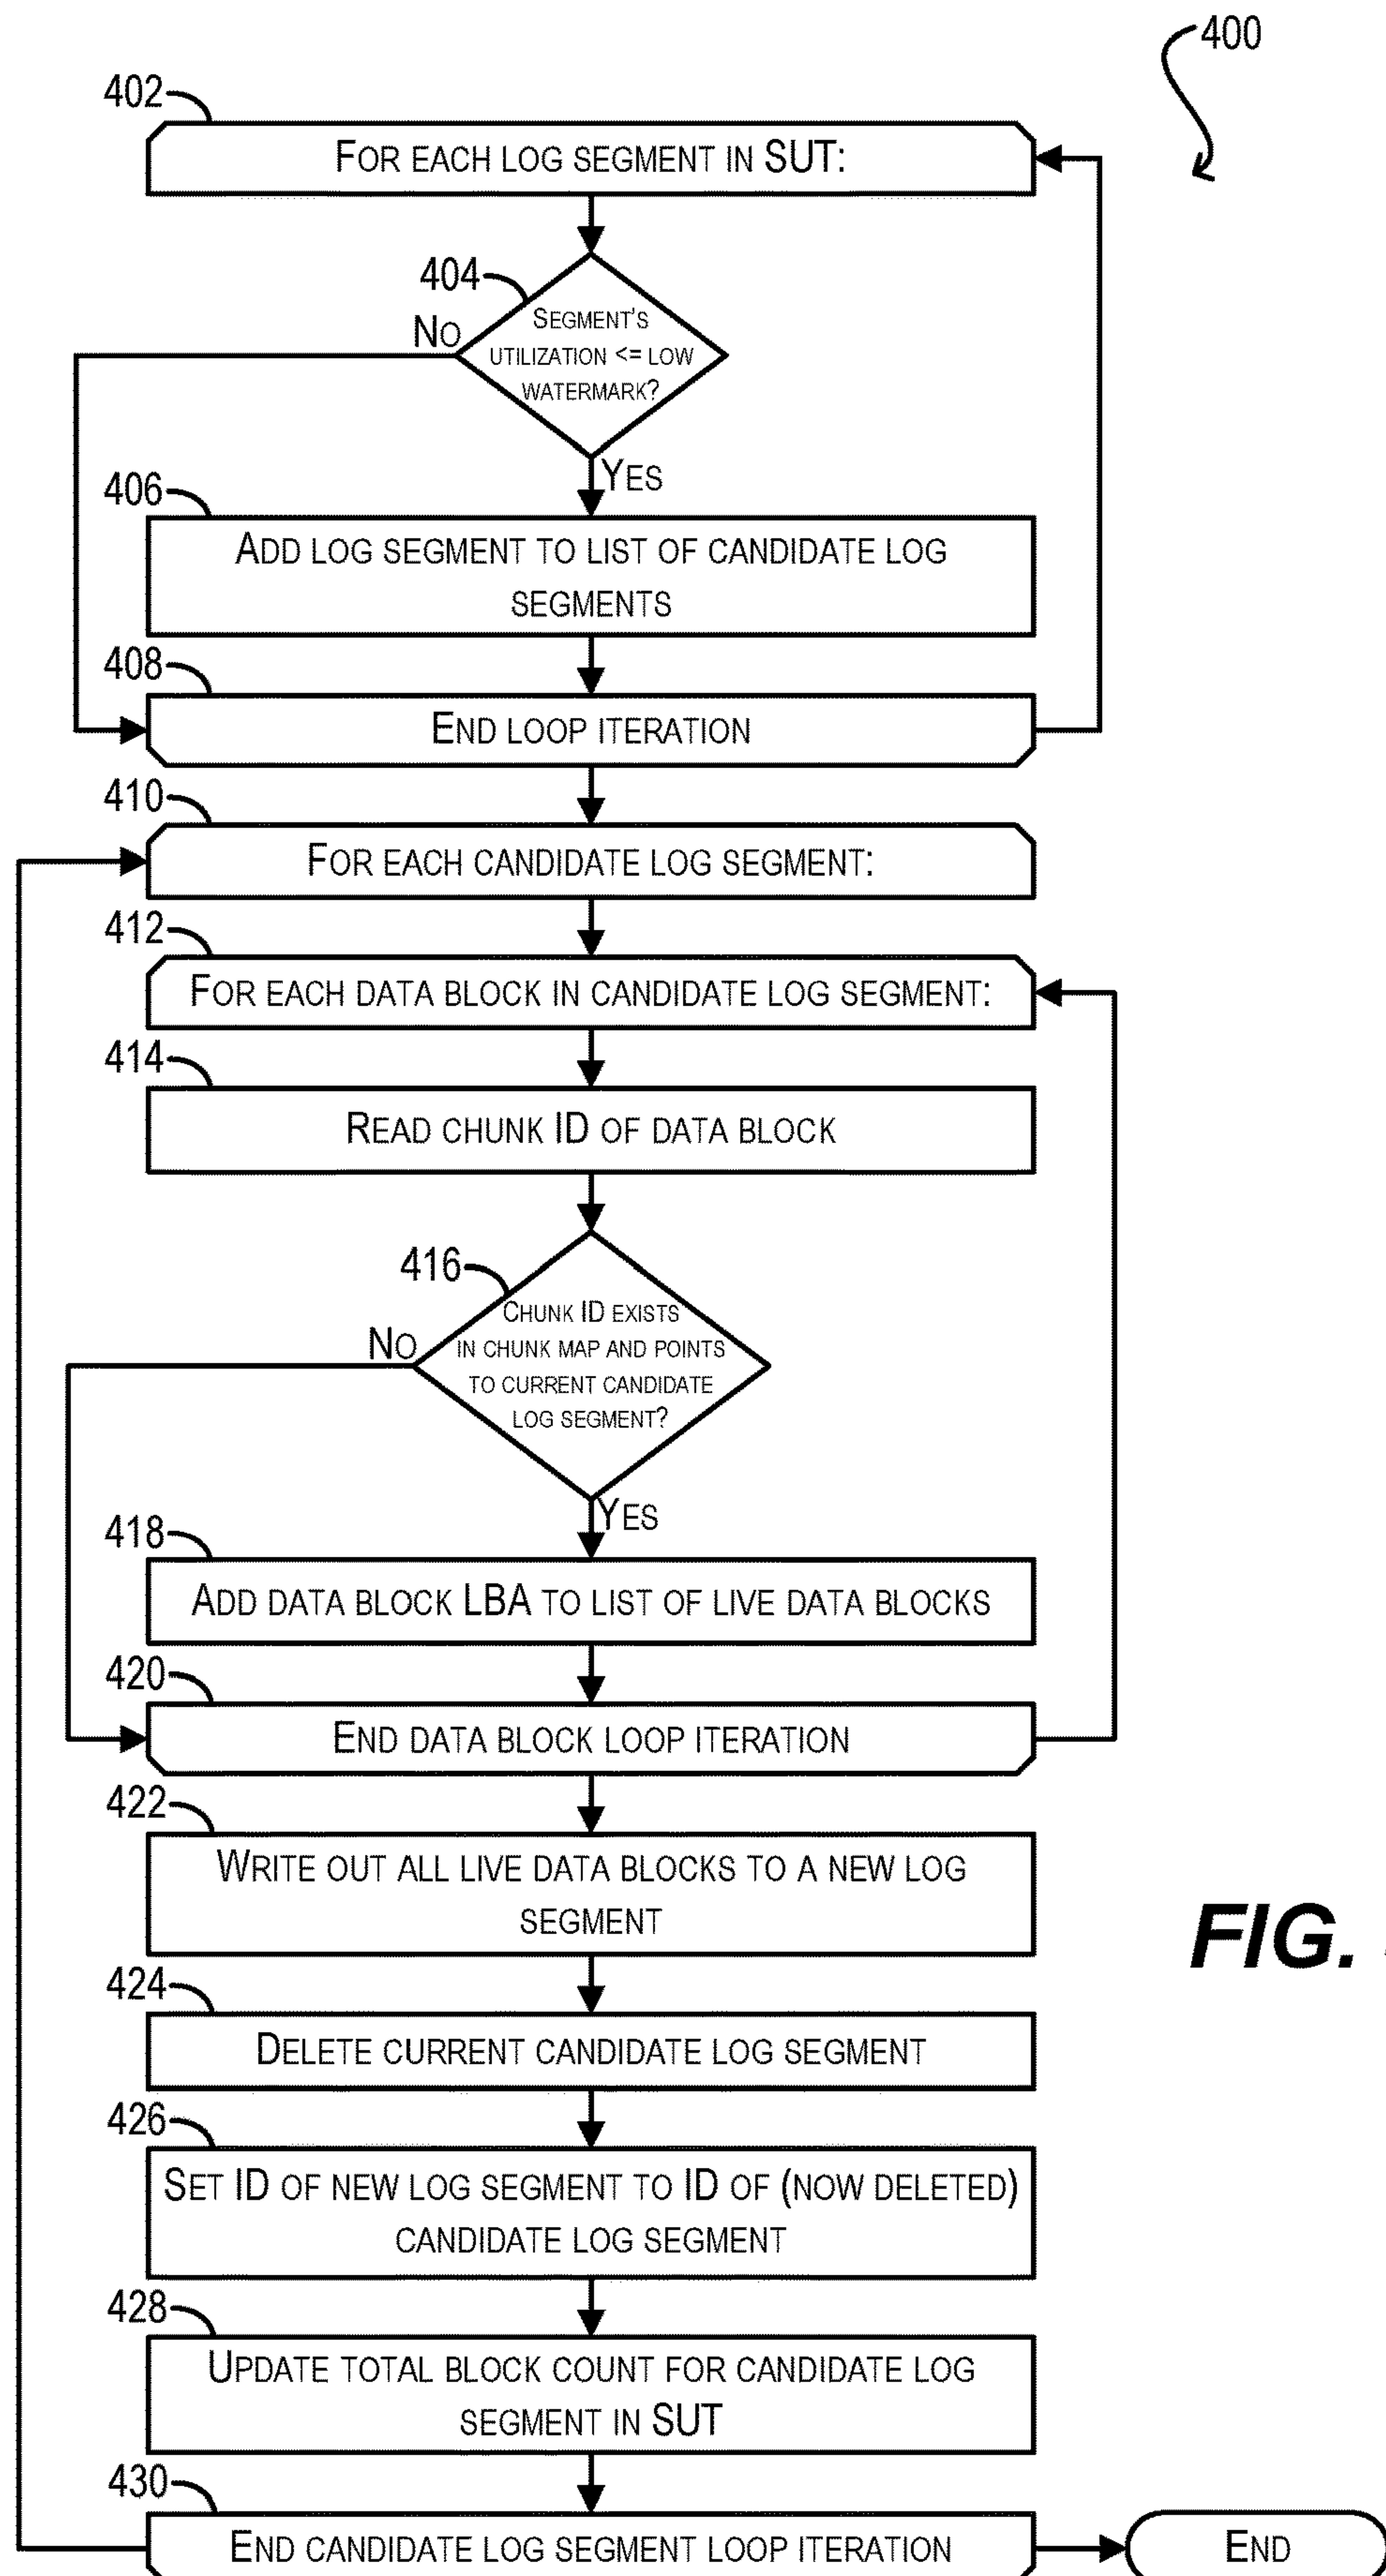 400
402
FOR EACH LOG SEGMENT IN SUT:
404
NO
SEGMENT'S
UTILIZATION <= LOW
WATERMARK?
YES
406
ADD LOG SEGMENT TO LIST OF CANDIDATE LOG
SEGMENTS
408
END LOOP ITERATION
410
FOR EACH CANDIDATE LOG SEGMENT:
412
FOR EACH DATA BLOCK IN CANDIDATE LOG SEGMENT:
414
READ CHUNK ID OF DATA BLOCK
416
NO
CHUNK ID EXISTS
IN CHUNK MAP AND POINTS
TO CURRENT CANDIDATE
LOG SEGMENT?
YES
418
ADD DATA BLOCK LBA TO LIST OF LIVE DATA BLOCKS
420
END DATA BLOCK LOOP ITERATION
422
WRITE OUT ALL LIVE DATA BLOCKS TO A NEW LOG
SEGMENT
FIG.
424
DELETE CURRENT CANDIDATE LOG SEGMENT
426
SET ID OF NEW LOG SEGMENT TO ID OF (NOW DELETED)
CANDIDATE LOG SEGMENT
428
UPDATE TOTAL BLOCK COUNT FOR CANDIDATE LOG
SEGMENT IN SUT
430
END CANDIDATE LOG SEGMENT LOOP ITERATION
END